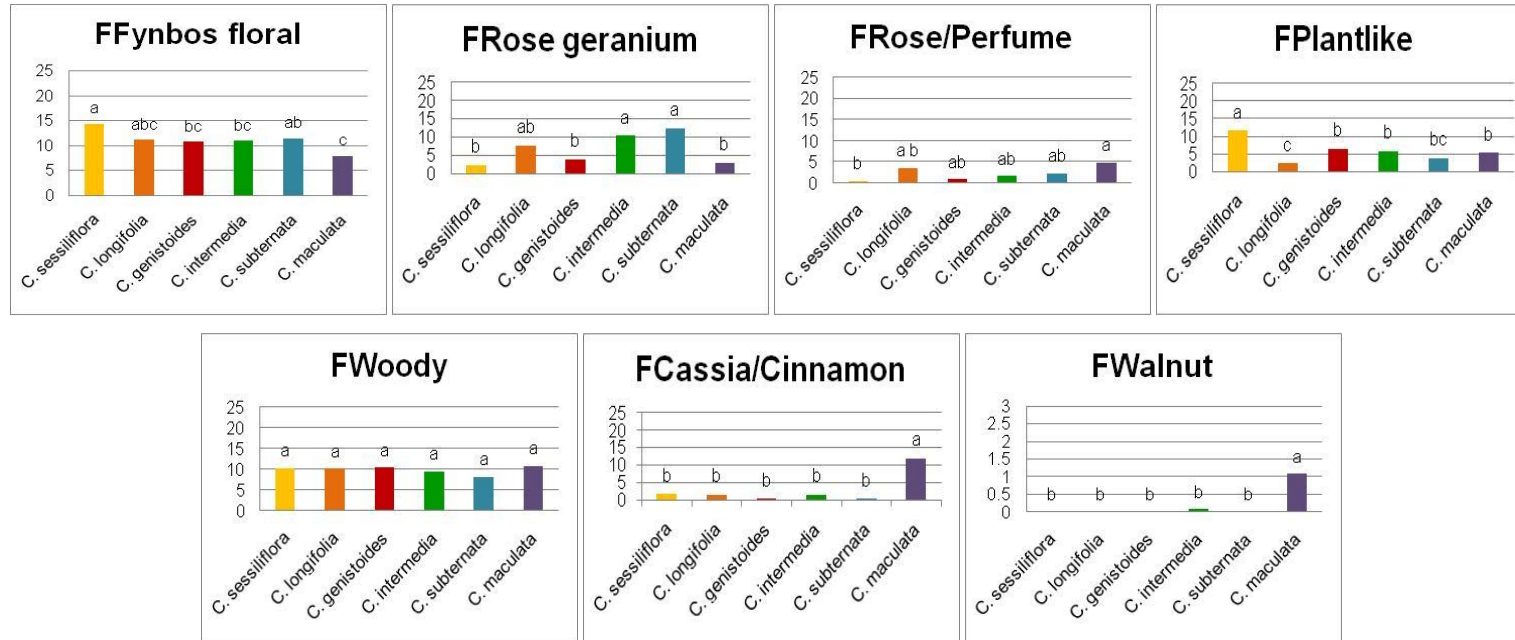 FFynbos floral
25
20
15
10
5
0
a
abc
bc
bc
ab
c
C. sessiliflora
C. longifolia
C. genistoides
C. intermedia
C. subternata
C. maculata
FRose geranium
25
20
15
10
5
0
b
ab
b
a
a
b
C. sessiliflora
C. longifolia
C. genistoides
C. intermedia
C. subternata
C. maculata
FRose/Perfume
25
20
15
10
5
0
b
a b
ab
ab
ab
a
C. sessiliflora
C. longifolia
C. genistoides
C. intermedia
C. subternata
C. maculata
FPlantlike
25
20
15
10
5
0
a
c
b
b
bc
b
C. sessiliflora
C. longifolia
C. genistoides
C. intermedia
C. subternata
C. maculata
FWoody
25
20
15
10
5
0
a
a
a
a
a
a
C. sessiliflora
C. longifolia
C. genistoides
C. intermedia
C. subternata
C. maculata
FCassia/Cinnamon
25
20
15
10
5
0
b
b
b
b
b
a
C. sessiliflora
C. longifolia
C. genistoides
C. intermedia
C. subternata
C. maculata
FWalnut
3
2.5
2
1.5
1
0.5
0
b
b
b
b
b
a
C. sessiliflora
C. longifolia
C. genistoides
C. intermedia
C. subternata
C. maculata